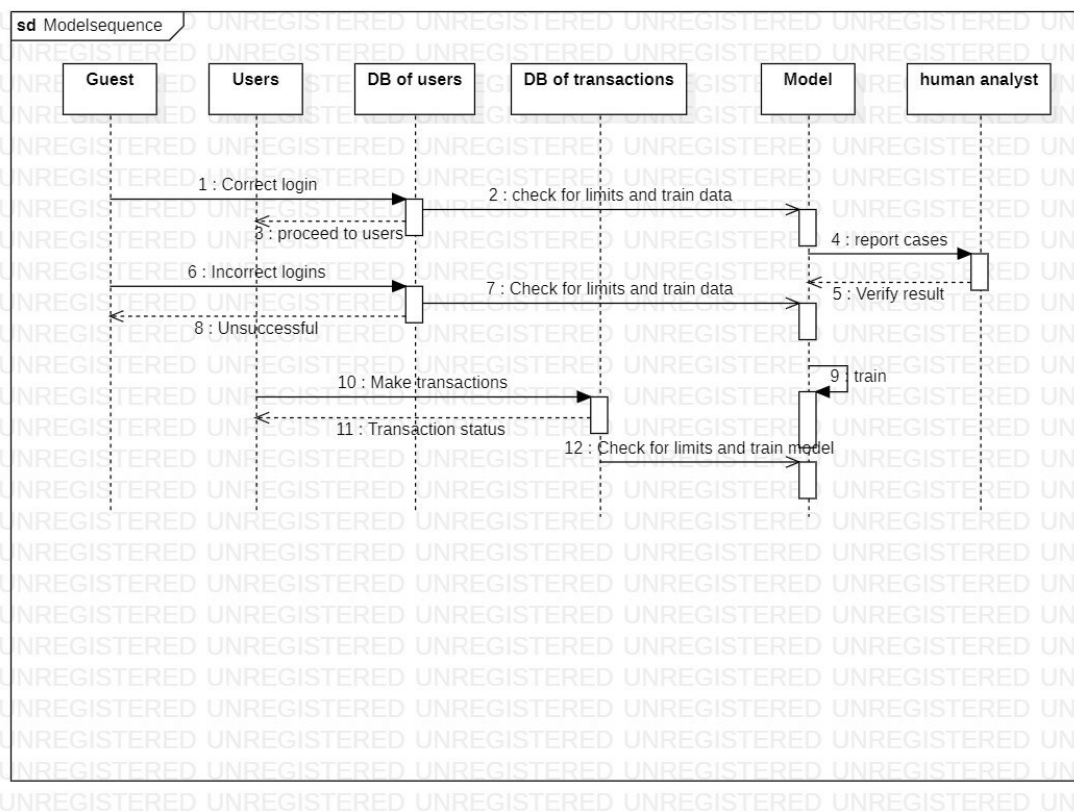 sd Modelsequence
Guest
Users
DB of users
DB of transactions
Model
human analyst
1 : Correct login
2 : check for limits and train data
3 : proceed to users
4 : report cases
5 : Verify result
6 : Incorrect logins
7 : Check for limits and train data
8 : Unsuccessful
9 : train
10 : Make transactions
11 : Transaction status
12 : Check for limits and train model
UNREGISTERED